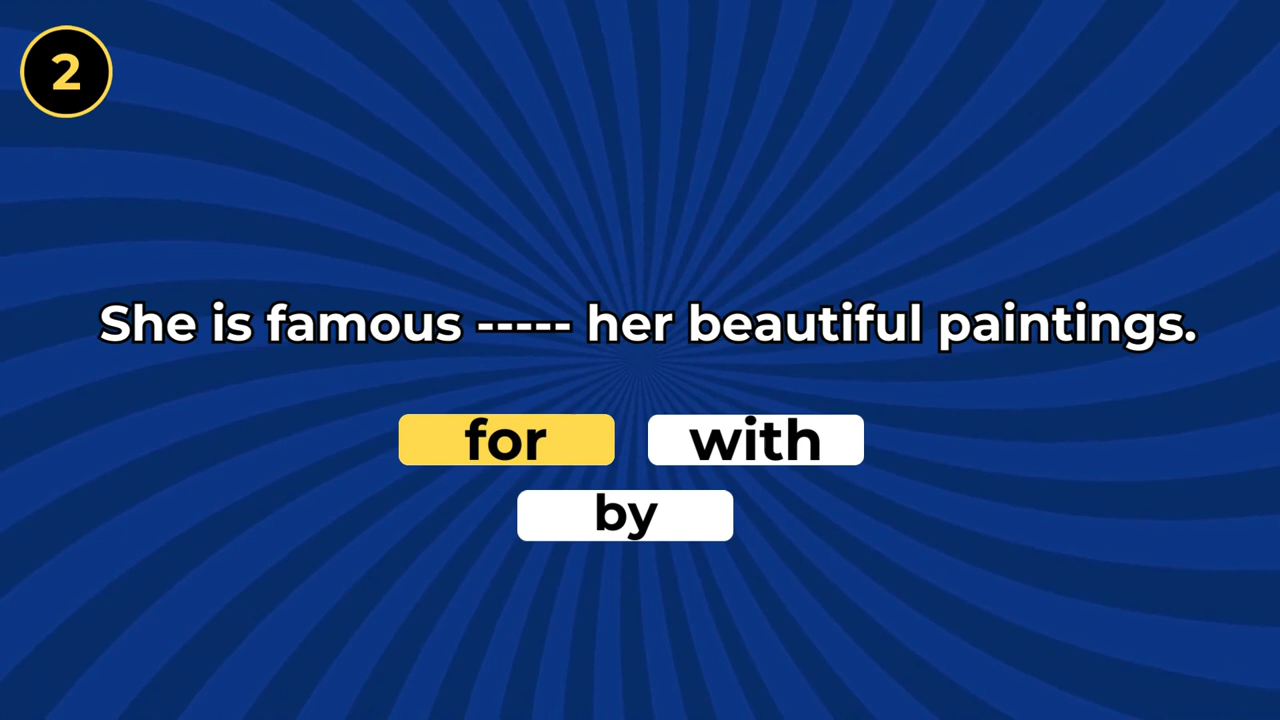 2
She is famous ----- her beautiful paintings.
for with
by